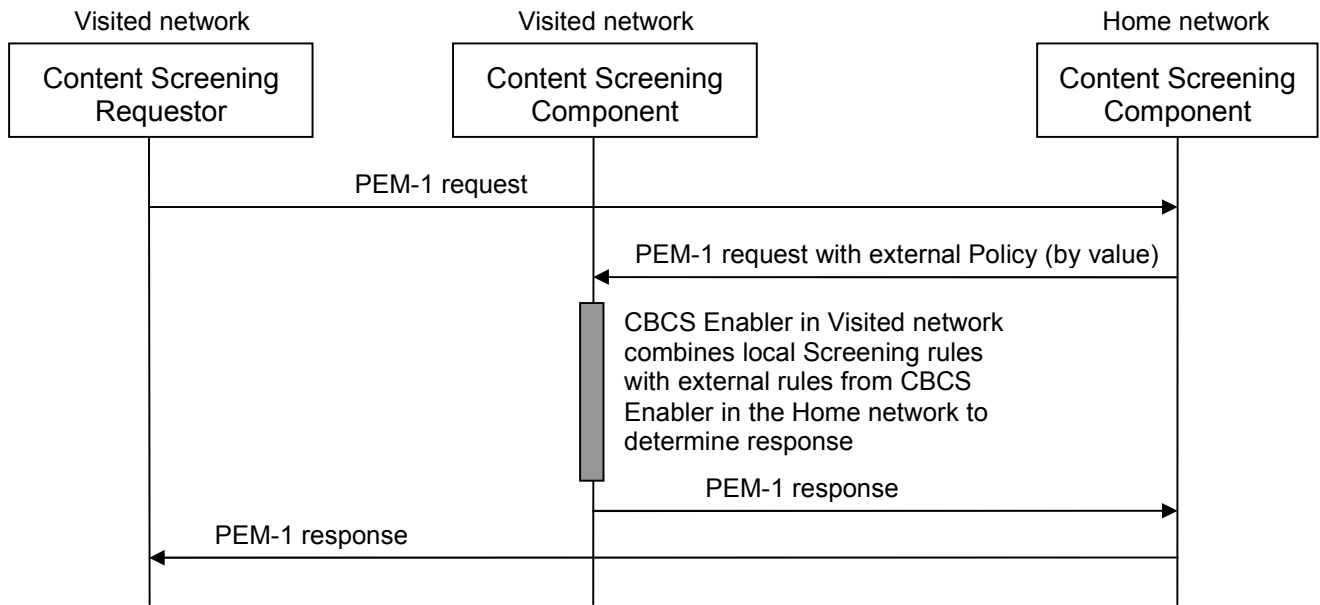 Visited network
Visited network
Home network
Content Screening
Requestor
Content Screening
Component
Content Screening
Component
PEM-1 request
PEM-1 request with external Policy (by value)
CBCS Enabler in Visited network
combines local Screening rules
with external rules from CBCS
Enabler in the Home network to
determine response
PEM-1 response
PEM-1 response